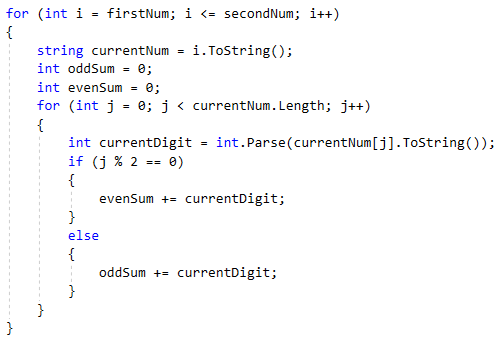 for (int i = firstNum; i <= secondNum; i++)
{
    string currentNum = i.ToString();
    int oddSum = 0;
    int evenSum = 0;
    for (int j = 0; j < currentNum.Length; j++)
    {
        int currentDigit = int.Parse(currentNum[j].ToString());
        if (j % 2 == 0)
        {
            evenSum += currentDigit;
        }
        else
        {
            oddSum += currentDigit;
        }
    }
}